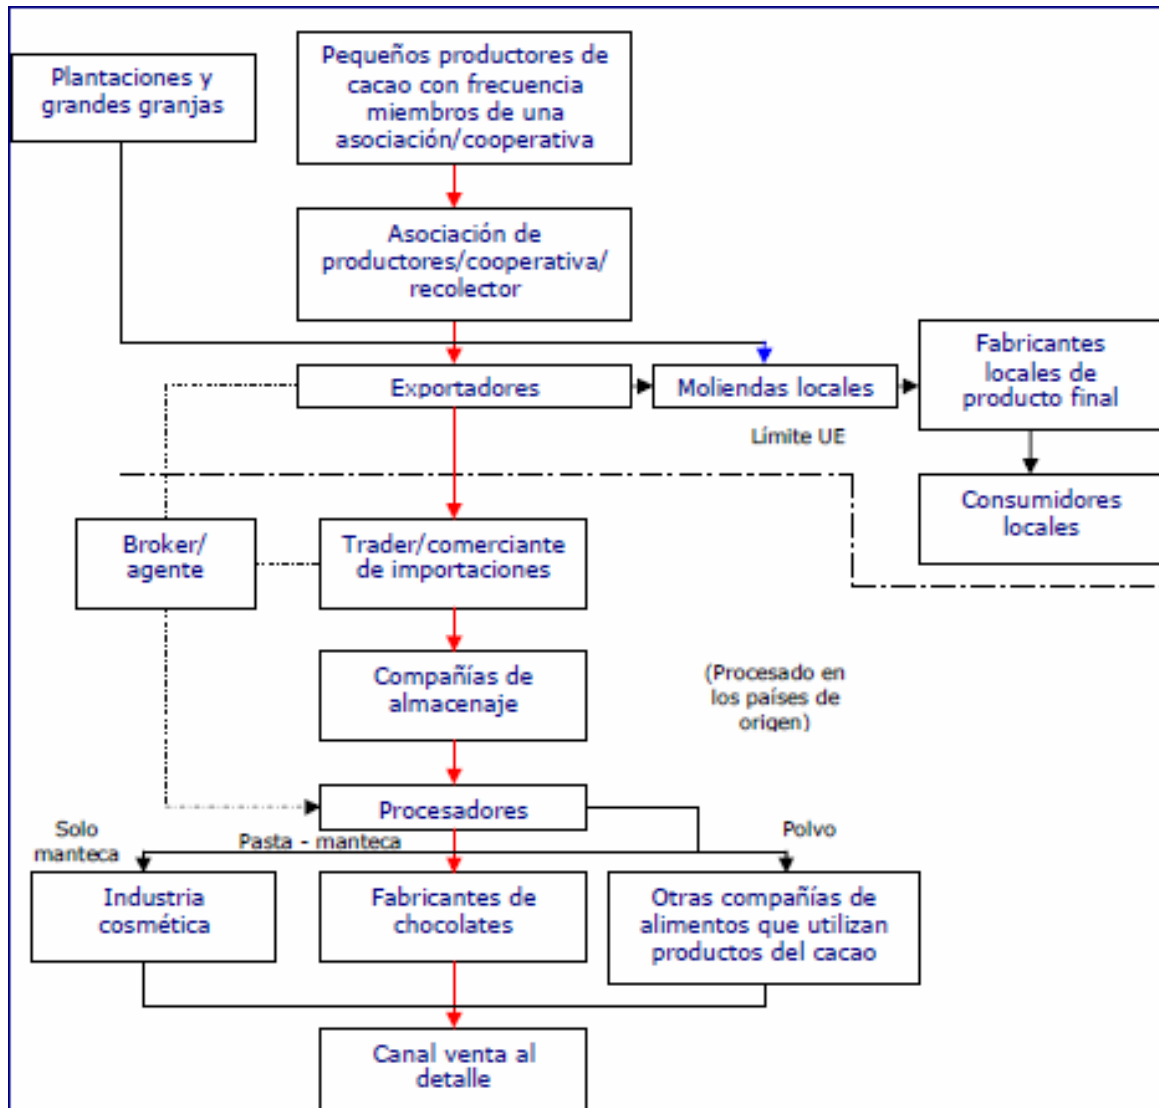 Plantaciones y
grandes granjas
Pequeños productores de
cacao con frecuencia
miembros de una
asociación/cooperativa
Asociación de
productores/cooperativa/
recolector
Exportadores
Moliendas locales
Fabricantes
locales de
producto final
Límite UE
Consumidores
locales
Broker/
agente
Trader/comerciante
de importaciones
Compañías de
almacenaje
(Procesado en
los países de
origen)
Procesadores
Solo
manteca
Pasta - manteca
Polvo
Industria
cosmética
Fabricantes de
chocolates
Otras compañías de
alimentos que utilizan
productos del cacao
Canal venta al
detalle